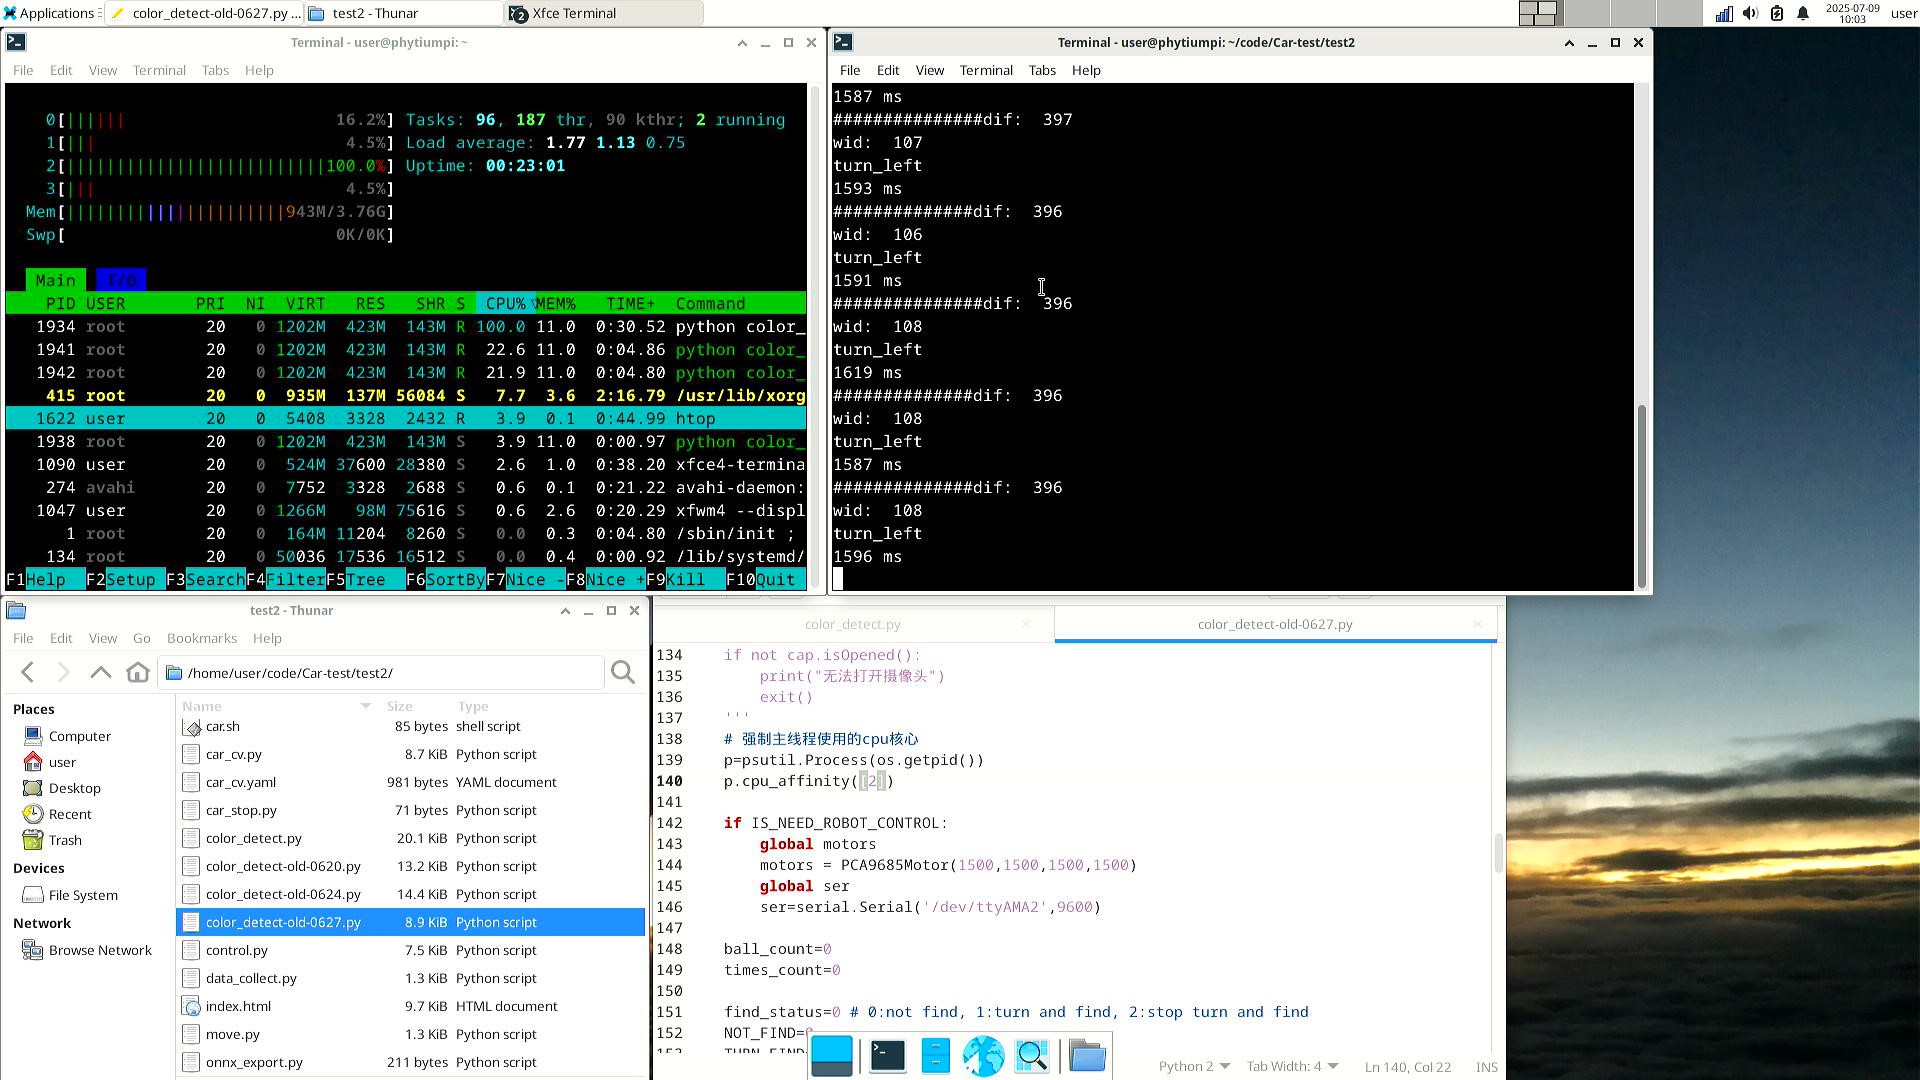 Applications
color_detect-old-0627.py ...
test2 - Thunar
2
Xfce Terminal
2025-07-09
10:03
user
Terminal - user@phytiumpi: ~
File Edit View Terminal Tabs Help
0[|||||| 16.2%] Tasks: 96, 187 thr, 90 kthr; 2 running
1[||| 4.5%] Load average: 1.77 1.13 0.75
2[||||||||||||||||||||||||||100.0%] Uptime: 00:23:01
3[||| 4.5%]
Mem[||||||||||||||||||||||943M/3.76G]
Swp[ 0K/0K]
Main I/O
PID USER PRI NI VIRT RES SHR S CPU%▽MEM% TIME+ Command
1934 root 20 0 1202M 423M 143M R 100.0 11.0 0:30.52 python color_
1941 root 20 0 1202M 423M 143M R 22.6 11.0 0:04.86 python color_
1942 root 20 0 1202M 423M 143M R 21.9 11.0 0:04.80 python color_
415 root 20 0 935M 137M 56084 S 7.7 3.6 2:16.79 /usr/lib/xorg
1622 user 20 0 5408 3328 2432 R 3.9 0.1 0:44.99 htop
1938 root 20 0 1202M 423M 143M S 3.9 11.0 0:00.97 python color_
1090 user 20 0 524M 37600 28380 S 2.6 1.0 0:38.20 xfce4-termina
274 avahi 20 0 7752 3328 2688 S 0.6 0.1 0:21.22 avahi-daemon:
1047 user 20 0 1266M 98M 75616 S 0.6 2.6 0:20.29 xfwm4 --displ
1 root 20 0 164M 11204 8260 S 0.0 0.3 0:04.80 /sbin/init ;
134 root 20 0 50036 17536 16512 S 0.0 0.4 0:00.92 /lib/systemd/
F1Help F2Setup F3SearchF4FilterF5Tree F6SortByF7Nice -F8Nice +F9Kill F10Quit
Terminal - user@phytiumpi: ~/code/Car-test/test2
File Edit View Terminal Tabs Help
1587 ms
###############dif: 397
wid: 107
turn_left
1593 ms
##############dif: 396
wid: 106
turn_left
1591 ms
###############dif: 396
wid: 108
turn_left
1619 ms
##############dif: 396
wid: 108
turn_left
1587 ms
##############dif: 396
wid: 108
turn_left
1596 ms
test2 - Thunar
File Edit View Go Bookmarks Help
/home/user/code/Car-test/test2/
Places
Computer
user
Desktop
Recent
Trash
Devices
File System
Network
Browse Network
Name Size Type
car.sh 85 bytes shell script
car_cv.py 8.7 KiB Python script
car_cv.yaml 981 bytes YAML document
car_stop.py 71 bytes Python script
color_detect.py 20.1 KiB Python script
color_detect-old-0620.py 13.2 KiB Python script
color_detect-old-0624.py 14.4 KiB Python script
color_detect-old-0627.py 8.9 KiB Python script
control.py 7.5 KiB Python script
data_collect.py 1.3 KiB Python script
index.html 9.7 KiB HTML document
move.py 1.3 KiB Python script
onnx_export.py 211 bytes Python script
color_detect.py
color_detect-old-0627.py
134 if not cap.isOpened():
135 print("无法打开摄像头")
136 exit()
137 '''
138 # 强制主线程使用的cpu核心
139 p=psutil.Process(os.getpid())
140 p.cpu_affinity([2])
141
142 if IS_NEED_ROBOT_CONTROL:
143 global motors
144 motors = PCA9685Motor(1500,1500,1500,1500)
145 global ser
146 ser=serial.Serial('/dev/ttyAMA2',9600)
147
148 ball_count=0
149 times_count=0
150
151 find_status=0 # 0:not find, 1:turn and find, 2:stop turn and find
152 NOT_FIND=0
Python 2 Tab Width: 4 Ln 140, Col 22 INS